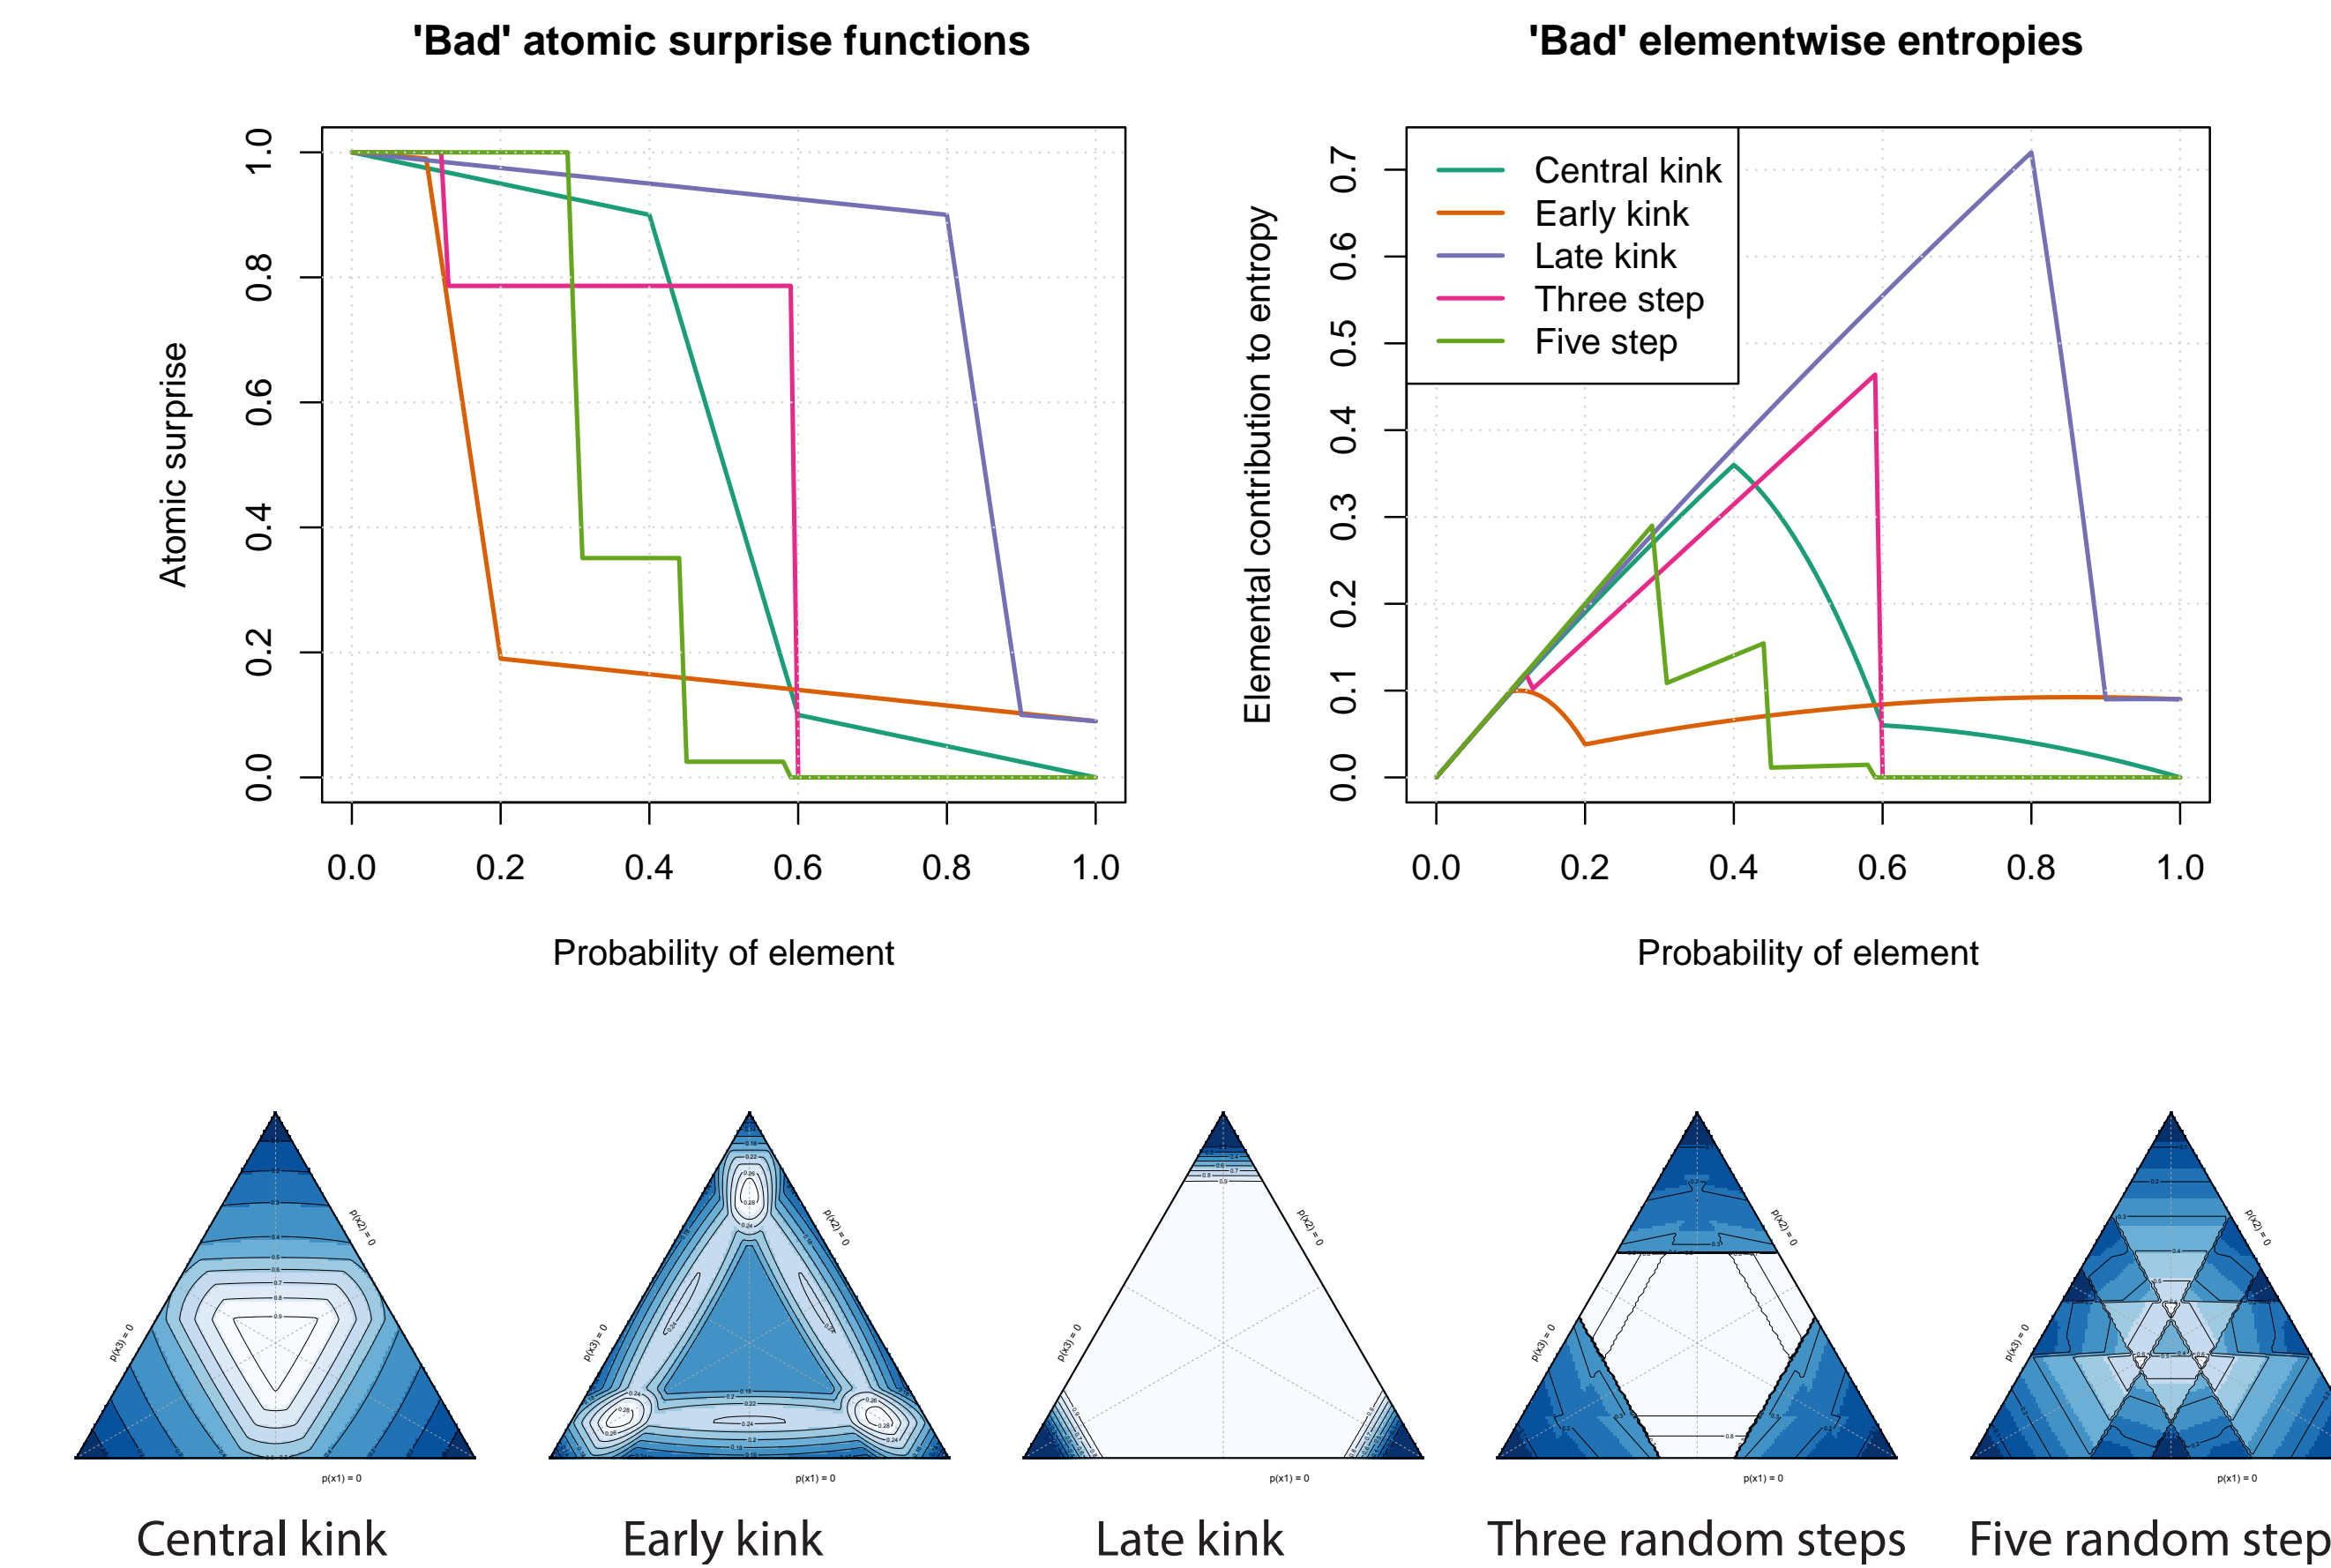 'Bad' atomic surprise functions
'Bad' elementwise entropies
Atomic surprise
0.0 0.2 0.4 0.6 0.8 1.0
0.0 0.2 0.4 0.6 0.8 1.0
Probability of element
Elemental contribution to entropy
0.0 0.1 0.2 0.3 0.4 0.5 0.6 0.7
Central kink
Early kink
Late kink
Three step
Five step
0.0 0.2 0.4 0.6 0.8 1.0
Probability of element
p(x3) = 0
p(x2) = 0
p(x1) = 0
p(x3) = 0
p(x2) = 0
p(x1) = 0
p(x3) = 0
p(x2) = 0
p(x1) = 0
p(x3) = 0
p(x2) = 0
p(x1) = 0
p(x3) = 0
p(x2) = 0
p(x1) = 0
Central kink
Early kink
Late kink
Three random steps
Five random step